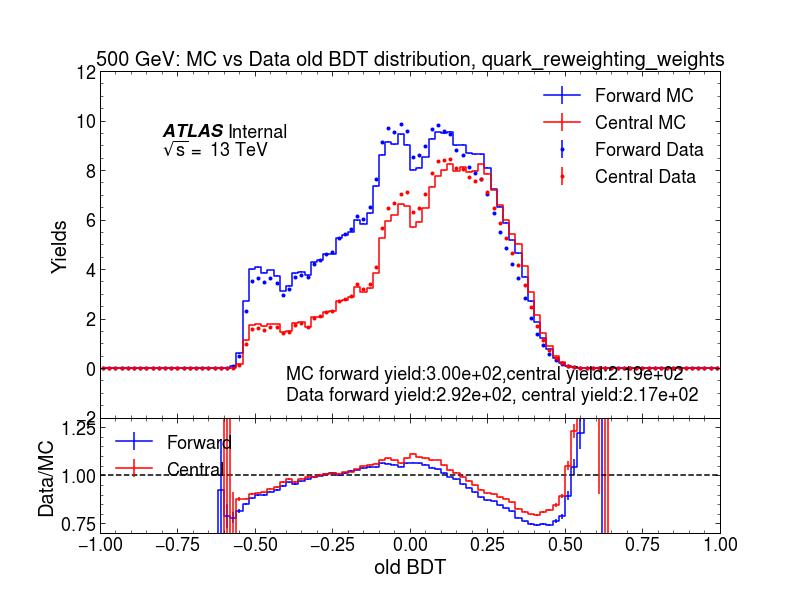 500 GeV: MC vs Data old BDT distribution, quark_reweighting_weights
12
10
8
6
4
2
0
−2
Yields
ATLAS Internal
√s = 13 TeV
Forward MC
Central MC
Forward Data
Central Data
MC forward yield:3.00e+02,central yield:2.19e+02
Data forward yield:2.92e+02, central yield:2.17e+02
1.25
1.00
0.75
Data/MC
Forward
Central
−1.00 −0.75 −0.50 −0.25 0.00 0.25 0.50 0.75 1.00
old BDT